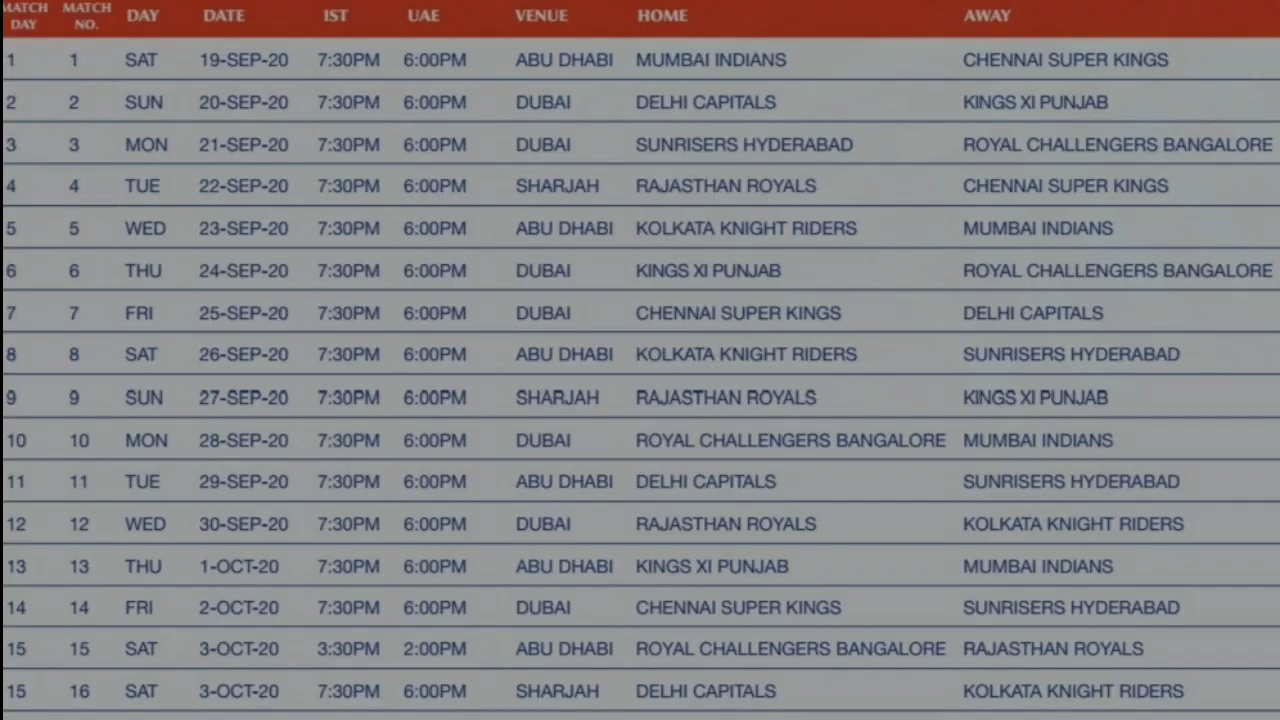 MATCH DAY MATCH NO. DAY DATE IST UAE VENUE HOME AWAY
1 1 SAT 19-SEP-20 7:30PM 6:00PM ABU DHABI MUMBAI INDIANS CHENNAI SUPER KINGS
2 2 SUN 20-SEP-20 7:30PM 6:00PM DUBAI DELHI CAPITALS KINGS XI PUNJAB
3 3 MON 21-SEP-20 7:30PM 6:00PM DUBAI SUNRISERS HYDERABAD ROYAL CHALLENGERS BANGALORE
4 4 TUE 22-SEP-20 7:30PM 6:00PM SHARJAH RAJASTHAN ROYALS CHENNAI SUPER KINGS
5 5 WED 23-SEP-20 7:30PM 6:00PM ABU DHABI KOLKATA KNIGHT RIDERS MUMBAI INDIANS
6 6 THU 24-SEP-20 7:30PM 6:00PM DUBAI KINGS XI PUNJAB ROYAL CHALLENGERS BANGALORE
7 7 FRI 25-SEP-20 7:30PM 6:00PM DUBAI CHENNAI SUPER KINGS DELHI CAPITALS
8 8 SAT 26-SEP-20 7:30PM 6:00PM ABU DHABI KOLKATA KNIGHT RIDERS SUNRISERS HYDERABAD
9 9 SUN 27-SEP-20 7:30PM 6:00PM SHARJAH RAJASTHAN ROYALS KINGS XI PUNJAB
10 10 MON 28-SEP-20 7:30PM 6:00PM DUBAI ROYAL CHALLENGERS BANGALORE MUMBAI INDIANS
11 11 TUE 29-SEP-20 7:30PM 6:00PM ABU DHABI DELHI CAPITALS SUNRISERS HYDERABAD
12 12 WED 30-SEP-20 7:30PM 6:00PM DUBAI RAJASTHAN ROYALS KOLKATA KNIGHT RIDERS
13 13 THU 1-OCT-20 7:30PM 6:00PM ABU DHABI KINGS XI PUNJAB MUMBAI INDIANS
14 14 FRI 2-OCT-20 7:30PM 6:00PM DUBAI CHENNAI SUPER KINGS SUNRISERS HYDERABAD
15 15 SAT 3-OCT-20 3:30PM 2:00PM ABU DHABI ROYAL CHALLENGERS BANGALORE RAJASTHAN ROYALS
15 16 SAT 3-OCT-20 7:30PM 6:00PM SHARJAH DELHI CAPITALS KOLKATA KNIGHT RIDERS